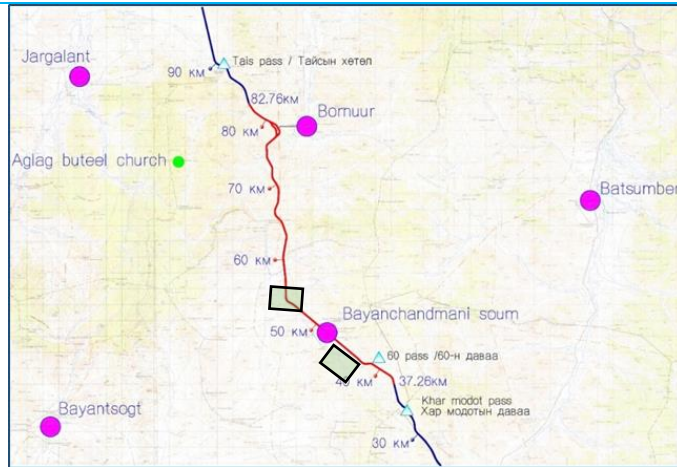 Tais pass / Тайсын хөтөл
Jargalant
90 КМ
82.76КМ
Bornuur
80 КМ
Aglag buteel church
70 КМ
Batsumber
60 КМ
Bayanchandmani soum
50 КМ
60 pass /60-н даваа
КМ
37.26КМ
Khar modot pass
Хар модотын даваа
Bayantsogt
30 КМ